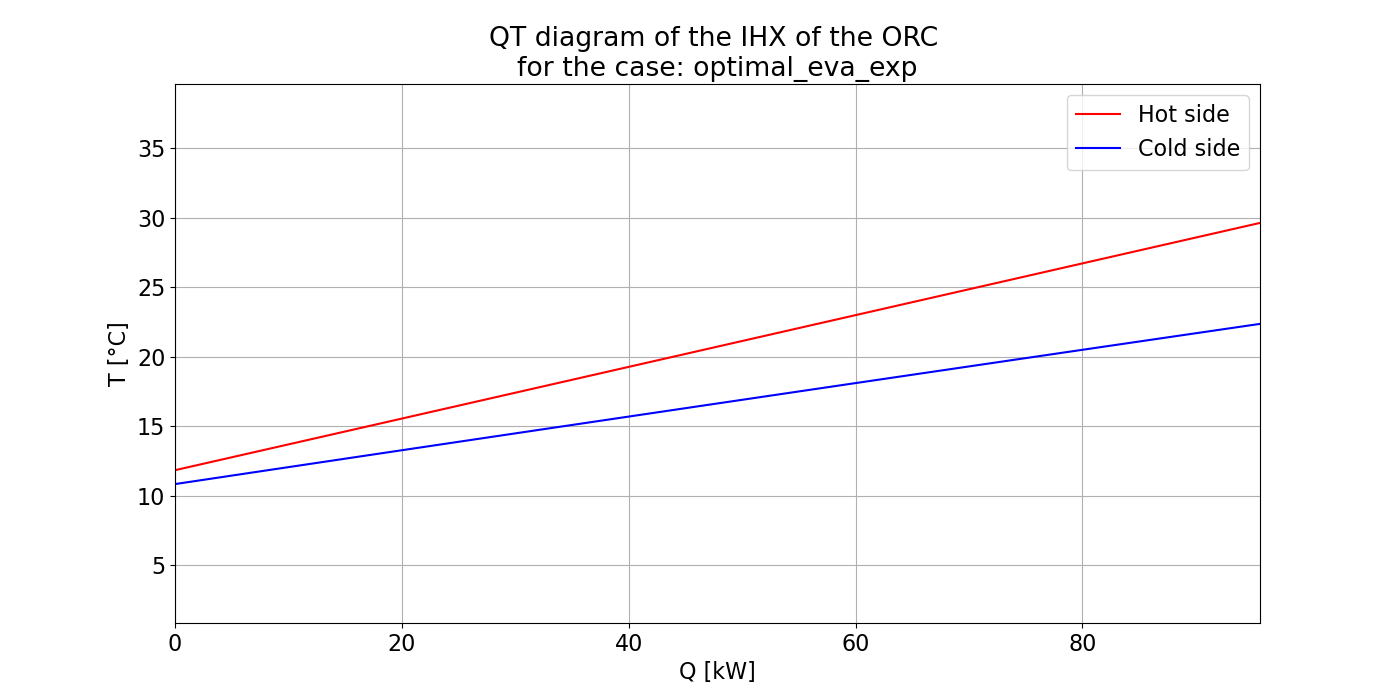 QT diagram of the IHX of the ORC
for the case: optimal_eva_exp
Hot side
Cold side
35
30
25
20
15
10
5
T [°C]
0
20
40
60
80
Q [kW]